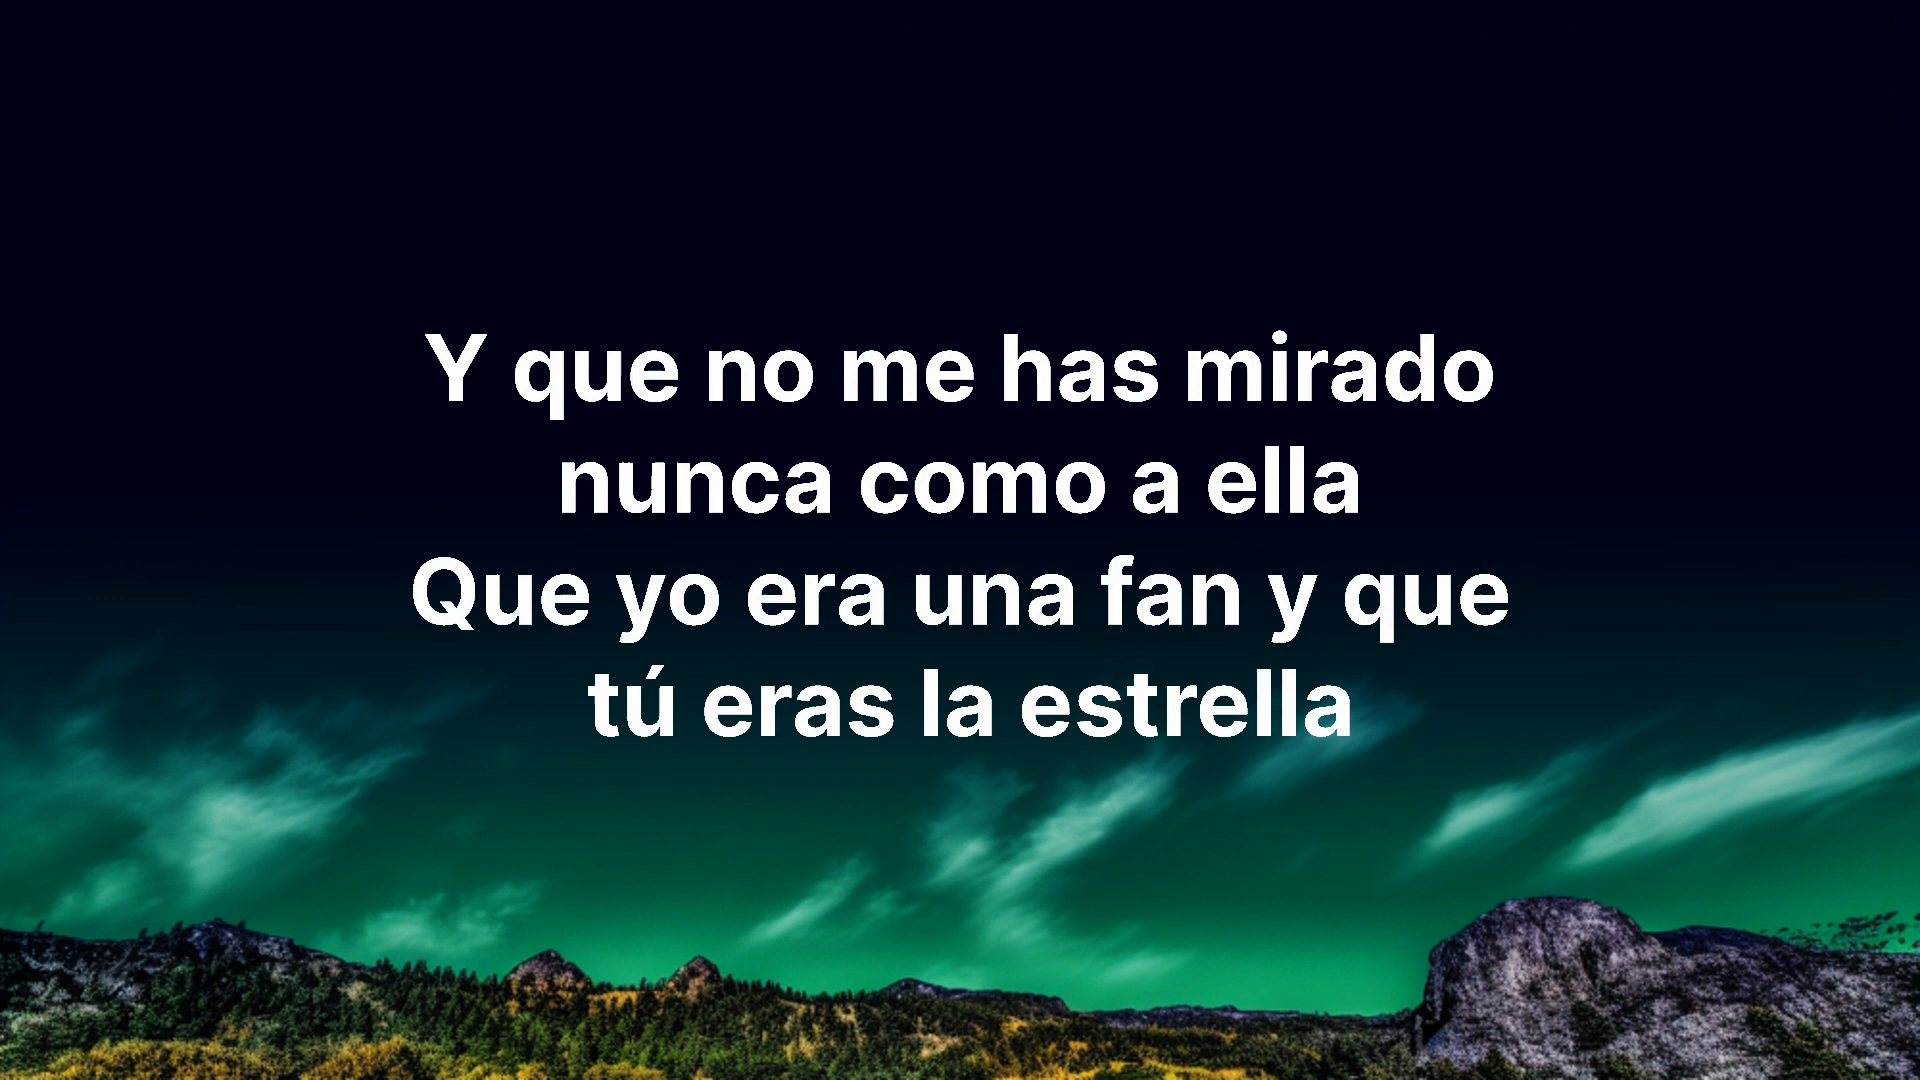 Y que no me has mirado
nunca como a ella
Que yo era una fan y que
tú eras la estrella